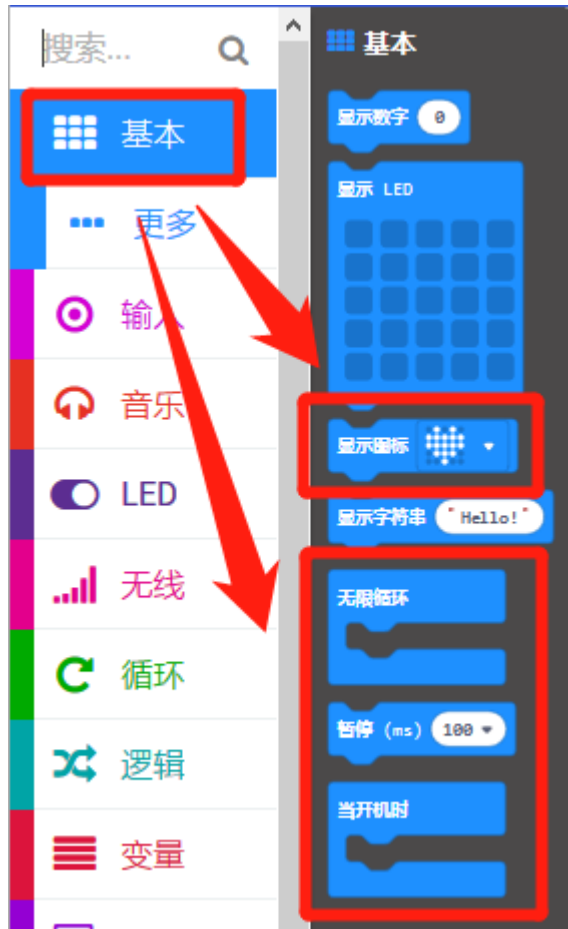 搜索...
基本
更多
输入
音乐
LED
无线
循环
逻辑
变量
基本
显示数字 0
显示 LED
显示图标
显示字符串 "Hello!"
无限循环
暂停 (ms) 100
当开机时